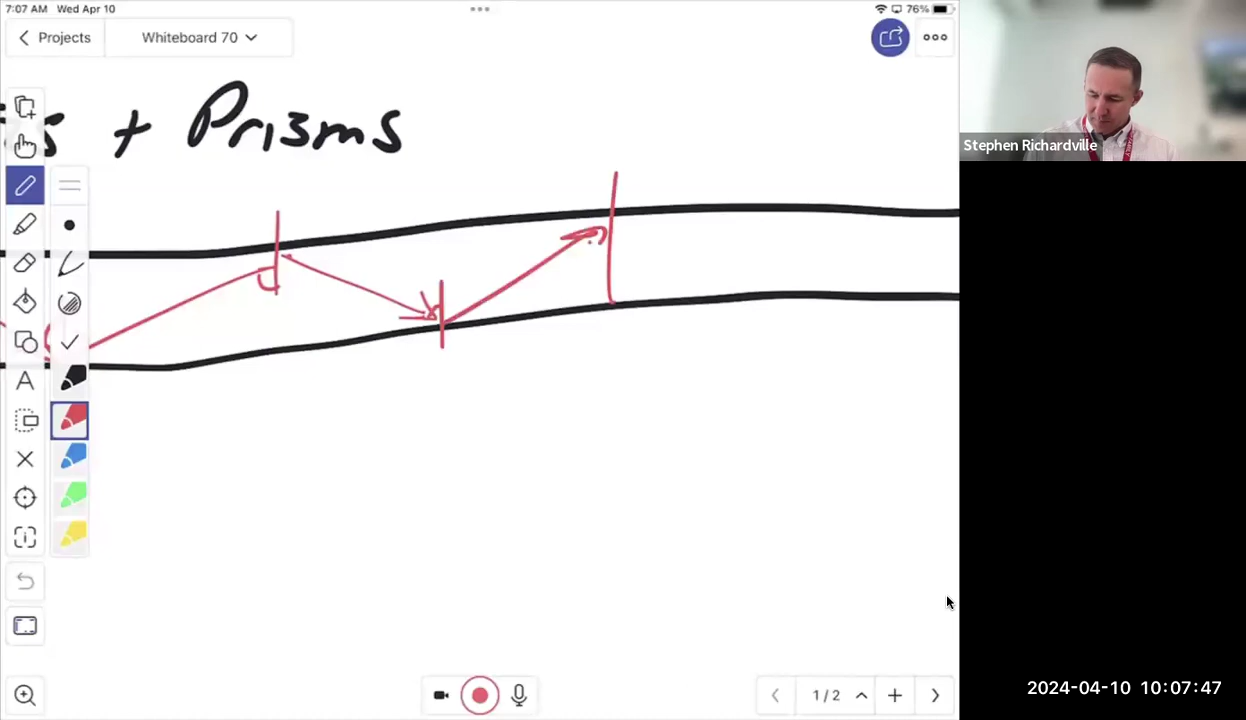 7:07 AM Wed Apr 10
76%
Projects
Whiteboard 70
+ Prisms
Stephen Richardville
A
1 / 2
2024-04-10 10:07:47